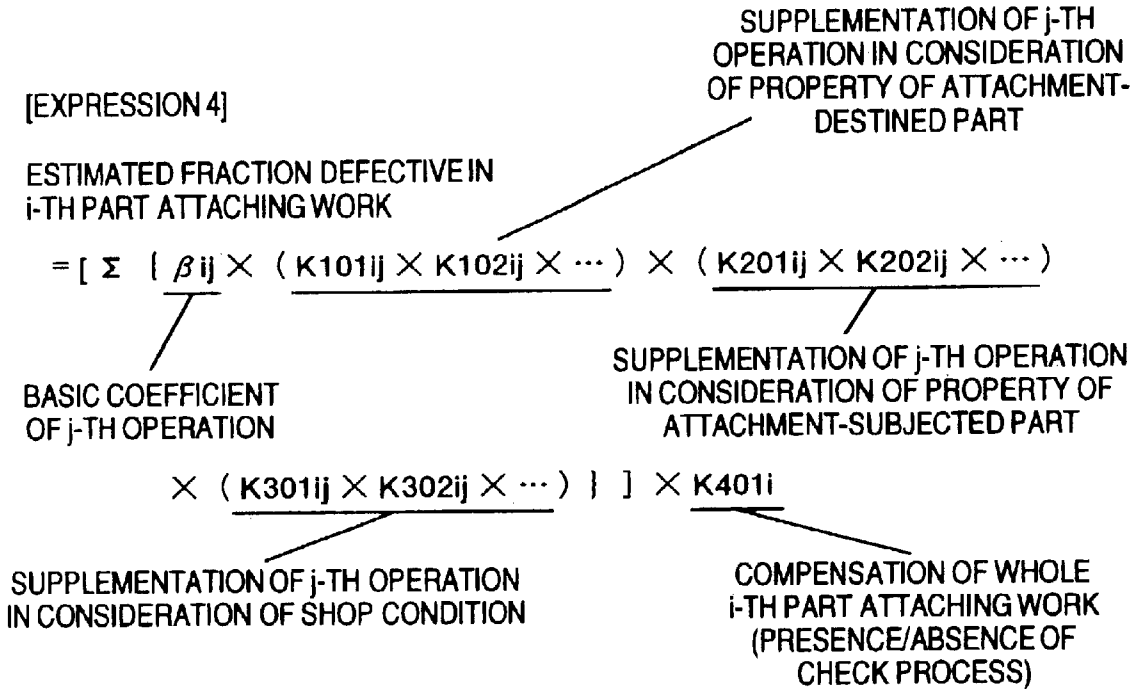 SUPPLEMENTATION OF j-TH
OPERATION IN CONSIDERATION
OF PROPERTY OF ATTACHMENT-
DESTINED PART
[EXPRESSION 4]
ESTIMATED FRACTION DEFECTIVE IN
i-TH PART ATTACHING WORK
= [ Σ { βij × ( K101ij × K102ij × ··· ) × ( K201ij × K202ij × ··· )
BASIC COEFFICIENT
OF j-TH OPERATION
SUPPLEMENTATION OF j-TH OPERATION
IN CONSIDERATION OF PROPERTY OF
ATTACHMENT-SUBJECTED PART
× ( K301ij × K302ij × ··· ) } ] × K401i
SUPPLEMENTATION OF j-TH OPERATION
IN CONSIDERATION OF SHOP CONDITION
COMPENSATION OF WHOLE
i-TH PART ATTACHING WORK
(PRESENCE/ABSENCE OF
CHECK PROCESS)